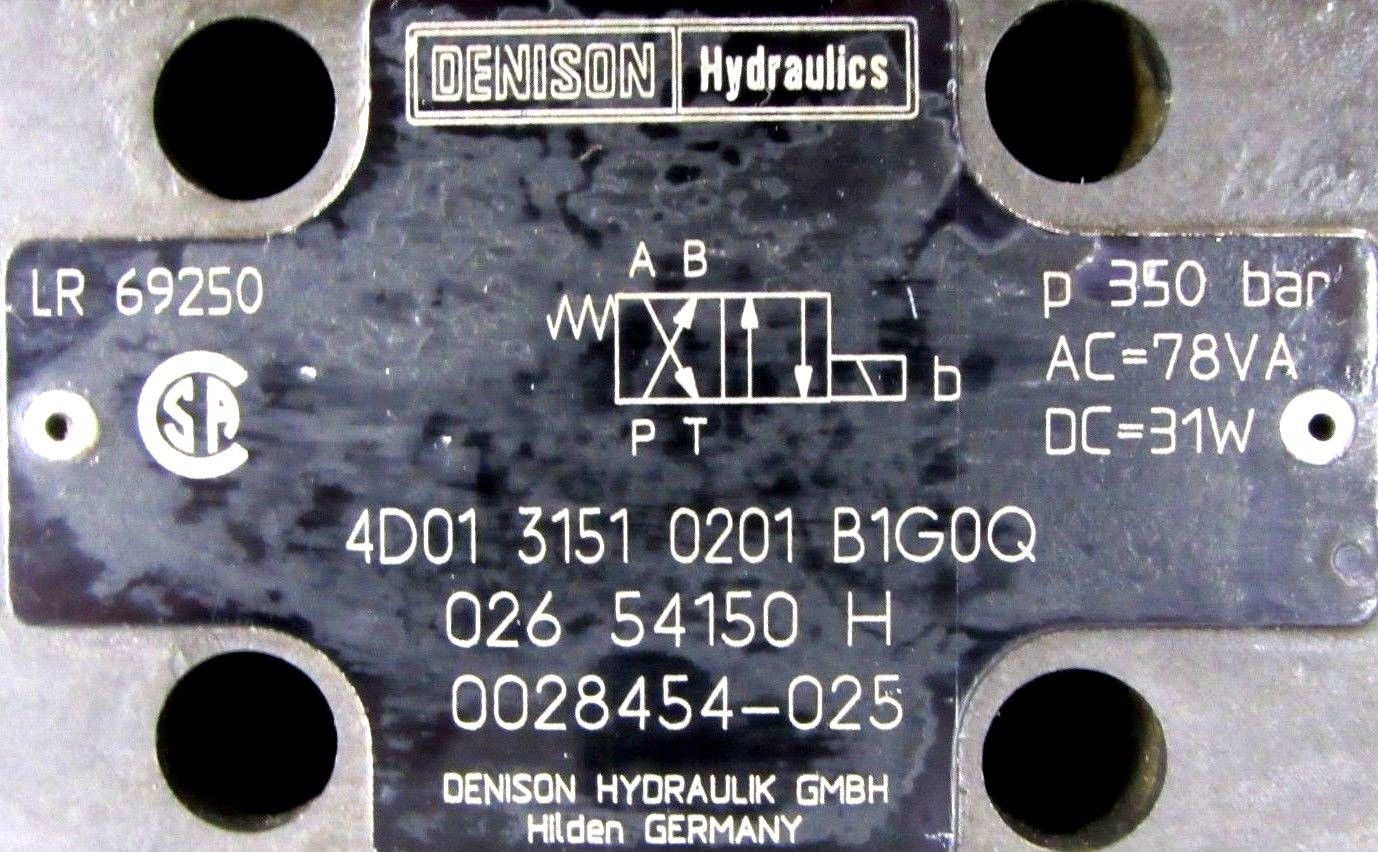 DENISON Hydraulics
LR 69250
A B
p 350 bar
AC=78VA
DC=31W
b
P T
CSA
4D01 3151 0201 B1G0Q
026 54150 H
0028454-025
DENISON HYDRAULIK GMBH
Hilden GERMANY